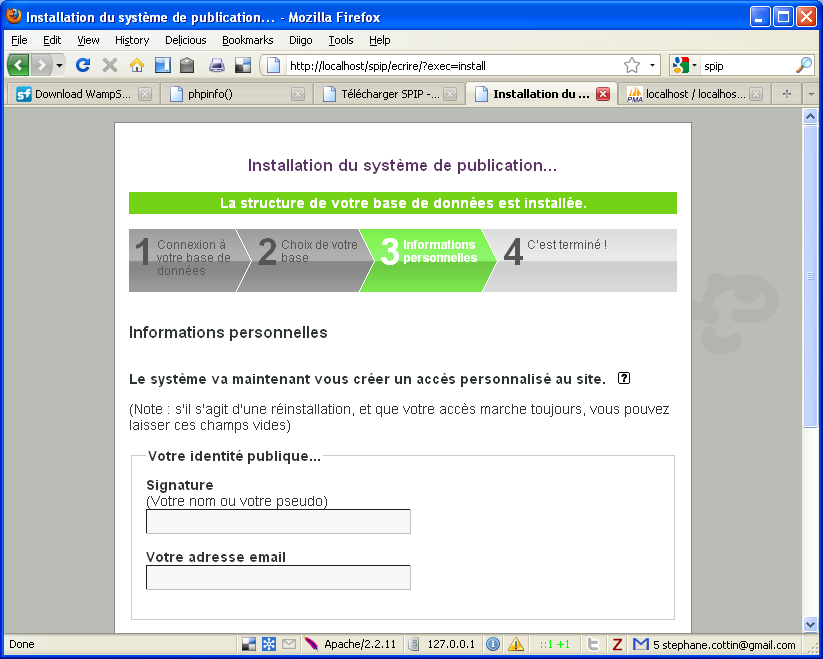 Installation du système de publication... - Mozilla Firefox
File Edit View History Delicious Bookmarks Diigo Tools Help
http://localhost/spip/ecrire/?exec=install
spip
Download WampS... phpinfo() Télécharger SPIP -... Installation du ... localhost / localhos...
Installation du système de publication...
La structure de votre base de données est installée.
1 Connexion à
votre base de
données
2 Choix de votre
base
3 Informations
personnelles
4 C'est terminé !
Informations personnelles
Le système va maintenant vous créer un accès personnalisé au site. ?
(Note : s'il s'agit d'une réinstallation, et que votre accès marche toujours, vous pouvez
laisser ces champs vides)
Votre identité publique...
Signature
(Votre nom ou votre pseudo)
Votre adresse email
Done Apache/2.2.11 127.0.0.1 ::1 +1 Z 5 stephane.cottin@gmail.com